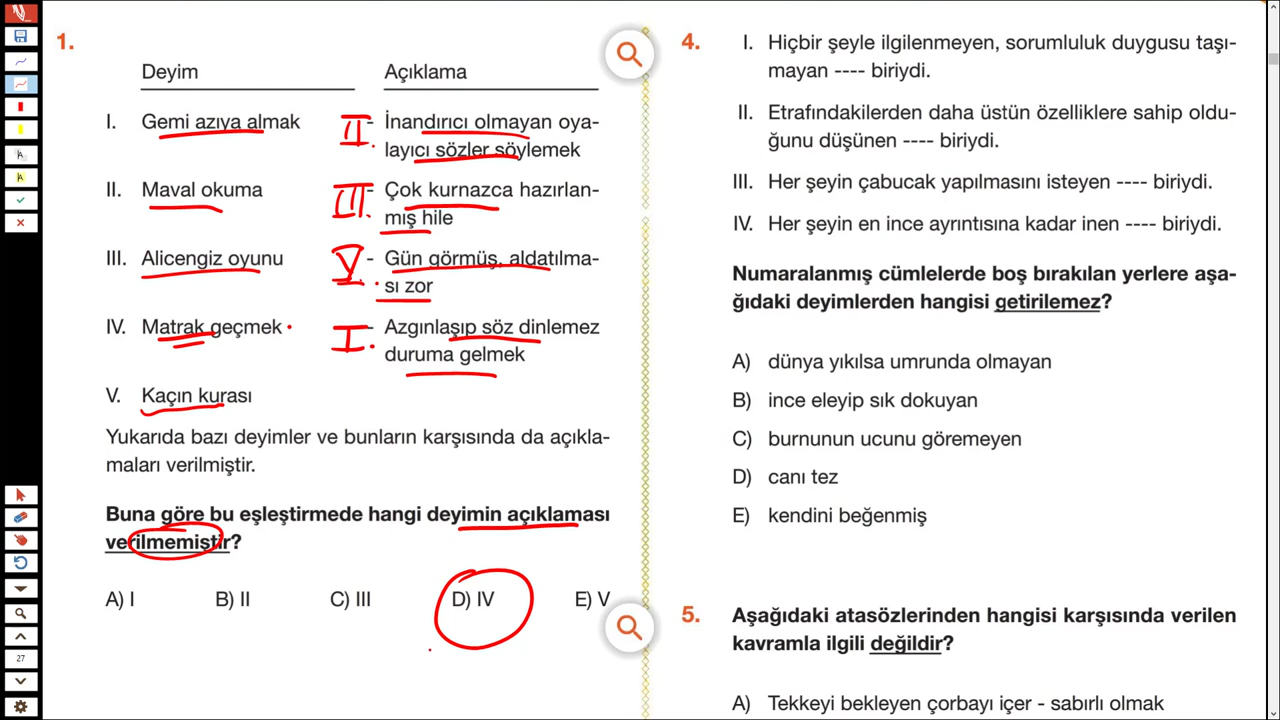 1.
Deyim Açıklama
I. Gemi azıya almak II - İnandırıcı olmayan oya-
layıcı sözler söylemek
II. Maval okuma III - Çok kurnazca hazırlan-
mış hile
III. Alicengiz oyunu V - Gün görmüş, aldatılma-
sı zor
IV. Matrak geçmek I - Azgınlaşıp söz dinlemez
duruma gelmek
V. Kaçın kurası
Yukarıda bazı deyimler ve bunların karşısında da açıkla-
maları verilmiştir.
Buna göre bu eşleştirmede hangi deyimin açıklaması
verilmemiştir?
A) I B) II C) III D) IV E) V
4. I. Hiçbir şeyle ilgilenmeyen, sorumluluk duygusu taşı-
mayan ---- biriydi.
II. Etrafındakilerden daha üstün özelliklere sahip oldu-
ğunu düşünen ---- biriydi.
III. Her şeyin çabucak yapılmasını isteyen ---- biriydi.
IV. Her şeyin en ince ayrıntısına kadar inen ---- biriydi.
Numaralanmış cümlelerde boş bırakılan yerlere aşa-
ğıdaki deyimlerden hangisi getirilemez?
A) dünya yıkılsa umrunda olmayan
B) ince eleyip sık dokuyan
C) burnunun ucunu göremeyen
D) canı tez
E) kendini beğenmiş
5. Aşağıdaki atasözlerinden hangisi karşısında verilen
kavramla ilgili değildir?
A) Tekkeyi bekleyen çorbayı içer - sabırlı olmak
27